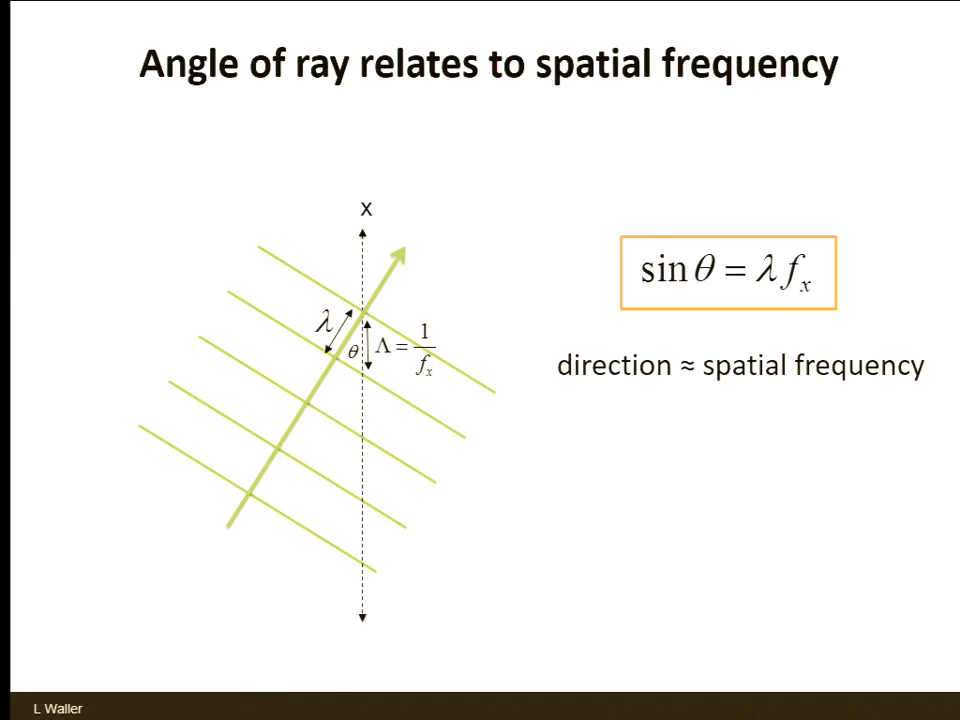 Angle of ray relates to spatial frequency
x
λ
θ
Λ = 1/f_x
sin θ = λ f_x
direction ≈ spatial frequency
L Waller